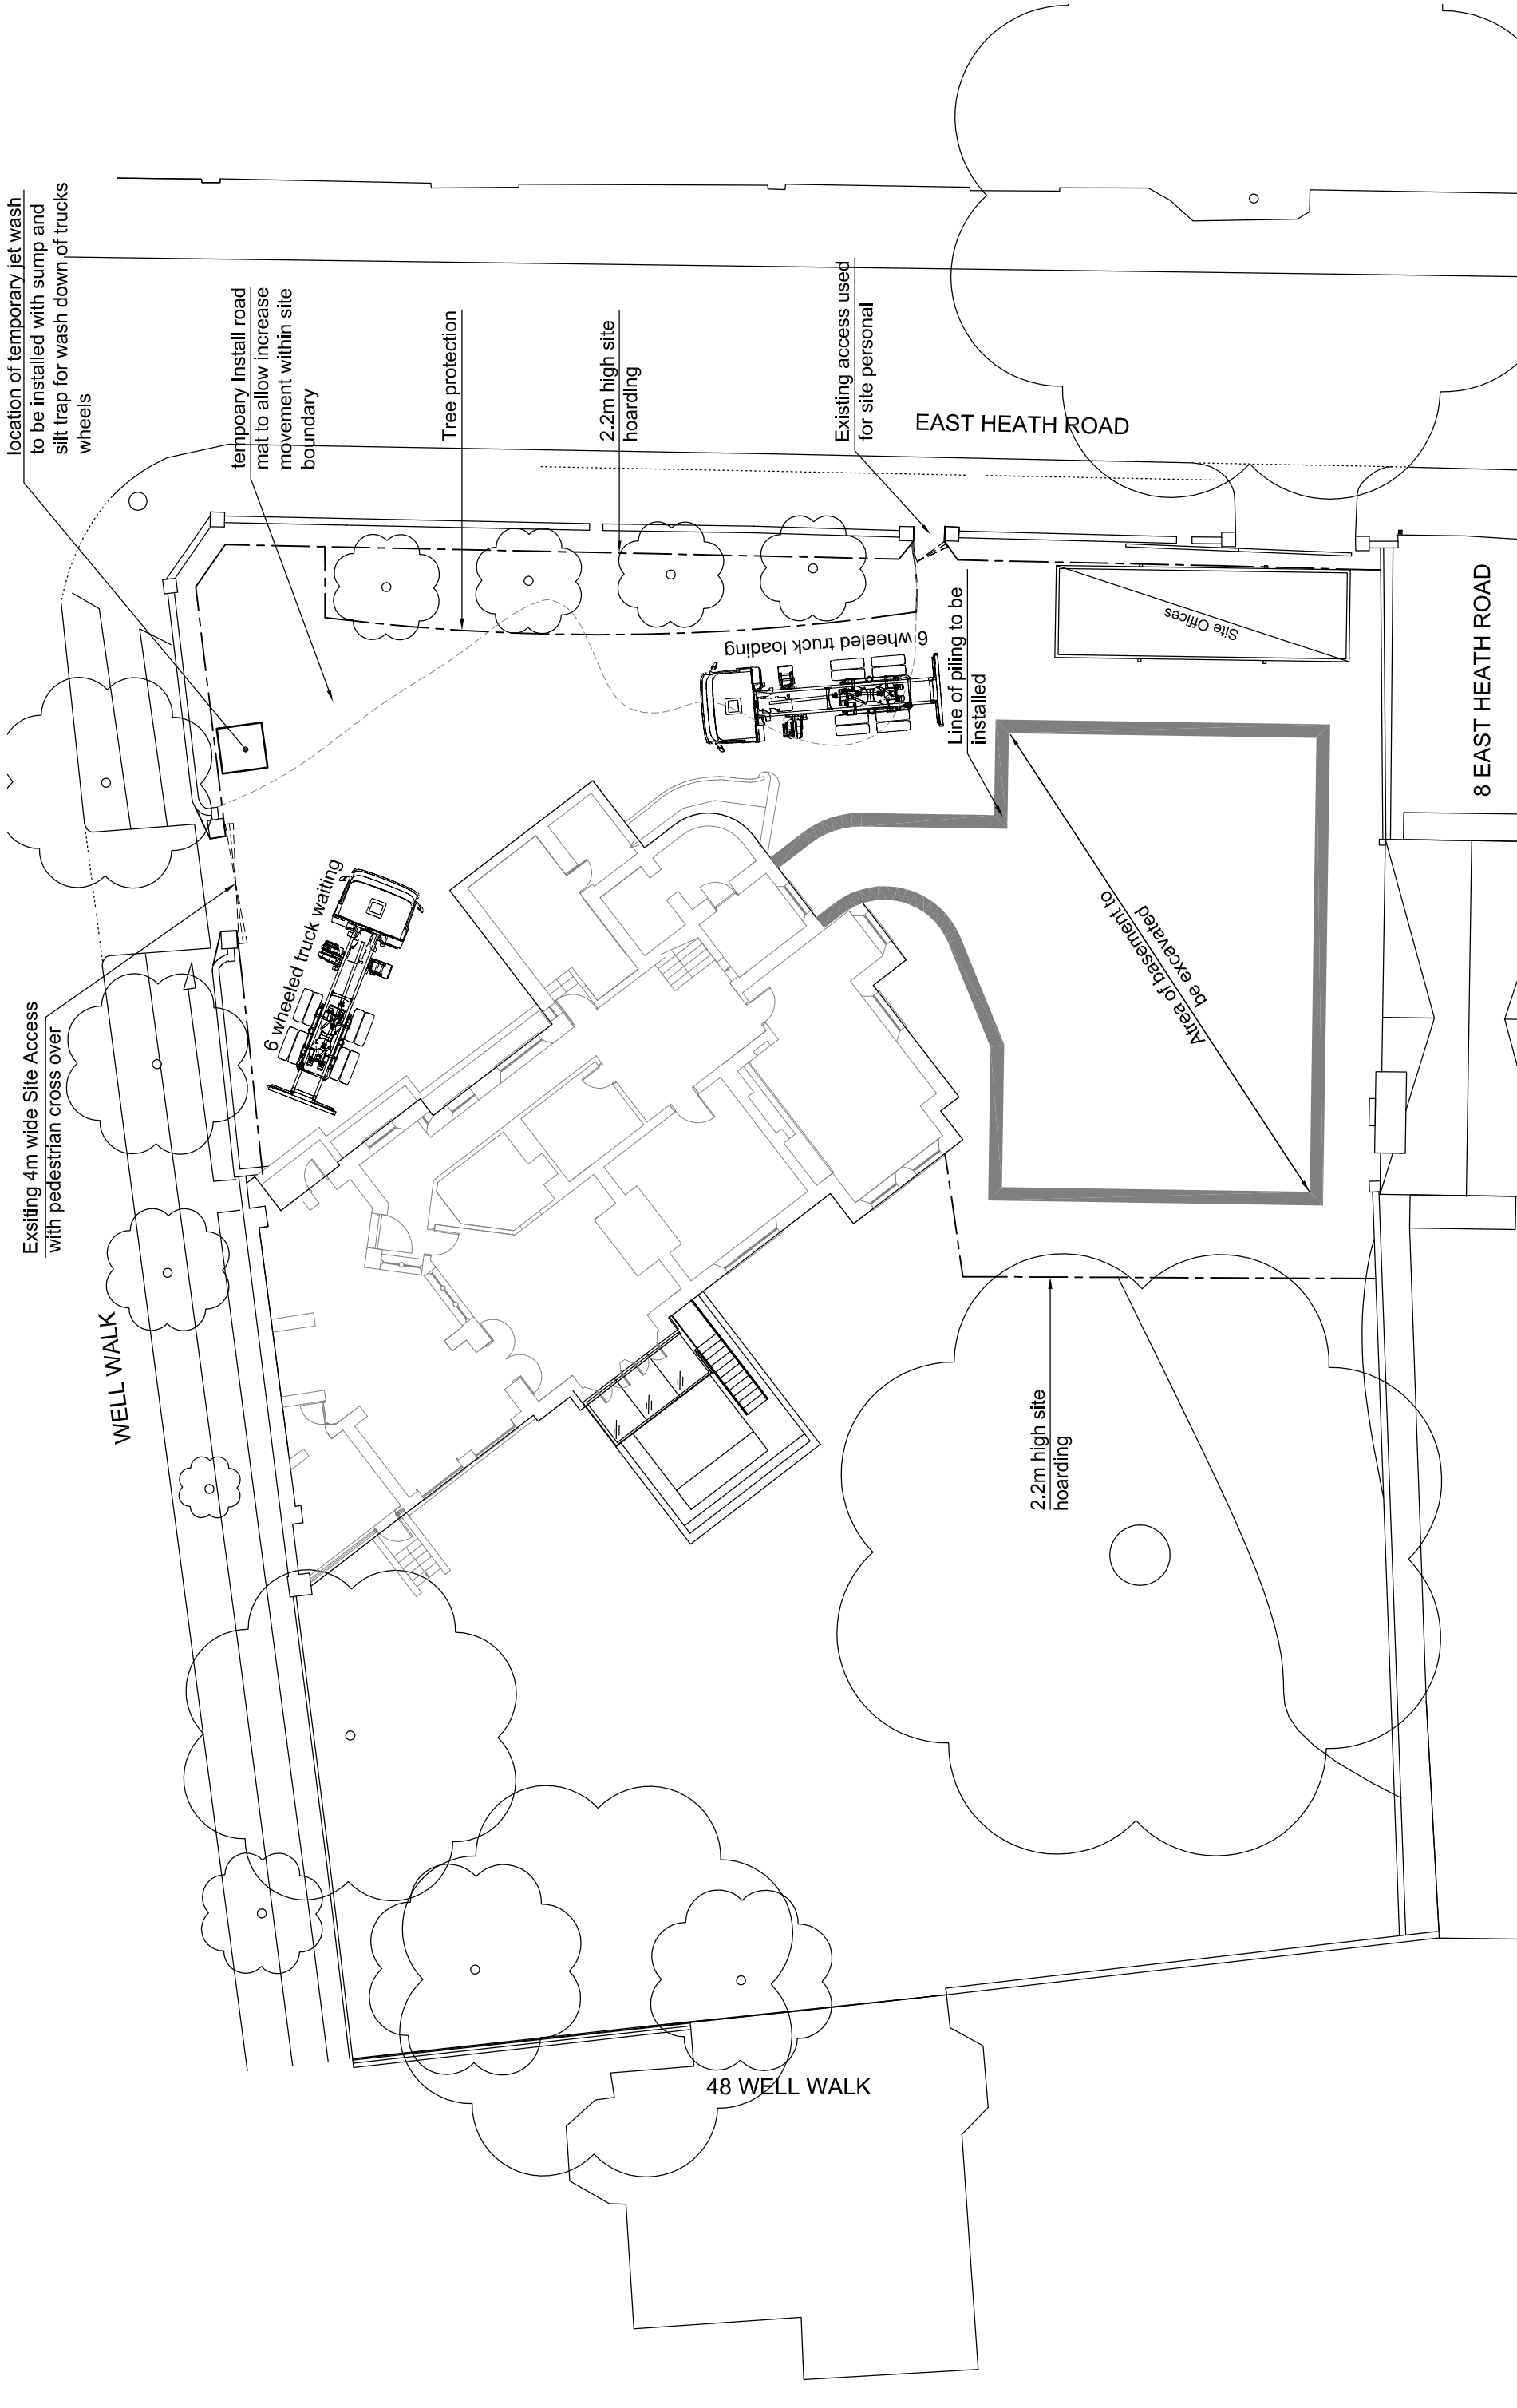 location of temporary jet wash
to be installed with sump and
silt trap for wash down of trucks
wheels
tempoary Install road
mat to allow increase
movement within site
boundary
Tree protection
2.2m high site
hoarding
Existing access used
for site personal
EAST HEATH ROAD
6 wheeled truck loading
Site Offices
Line of piling to be
installed
8 EAST HEATH ROAD
6 wheeled truck waiting
Exsiting 4m wide Site Access
with pedestrian cross over
Atrea of basement to
be excavated
WELL WALK
2.2m high site
hoarding
48 WELL WALK